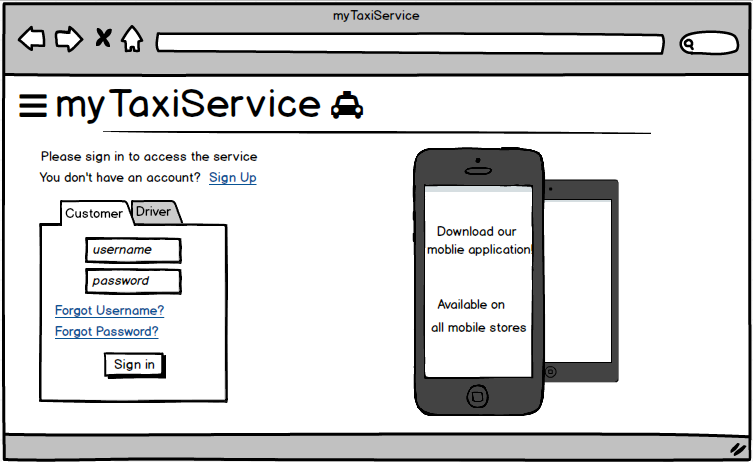 myTaxiService
myTaxiService
Please sign in to access the service
You don't have an account? Sign Up
Customer Driver
username
password
Forgot Username?
Forgot Password?
Sign in
Download our
moblie application!
Available on
all mobile stores